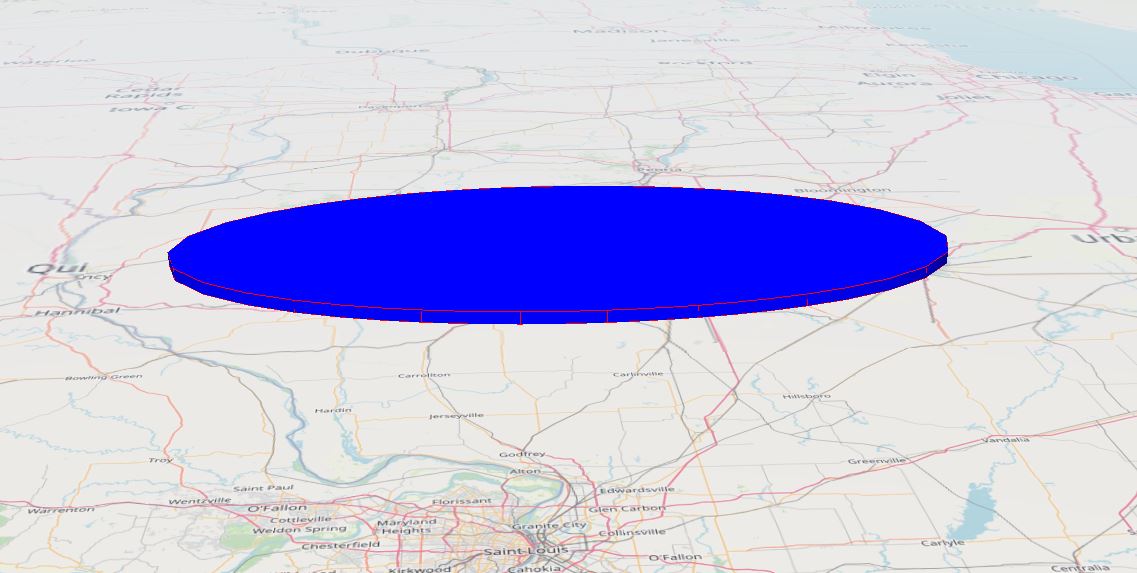 Milwaukee
Madison
Janesville
Kenosha
Dubuque
Waterloo
Rockford
Elgin
Chicago
Aurora
Cedar
Rapids
Joliet
Gar
Iowa C
Davenport
Peoria
Bloomington
Urb
Qui
ncy
Hannibal
Bowling Green
Carrollton
Carlinville
Hillsboro
Hardin
Jerseyville
Vandalia
Godfrey
Troy
Greenville
Alton
Saint Paul
Edwardsville
Wentzville
Florissant
Warrenton
O'Fallon
Glen Carbon
Cottleville
Maryland
Heights
Granite City
Weldon Spring
Collinsville
Chesterfield
Saint Louis
Carlyle
O'Fallon
Kirkwood
Cahokia
Centralia